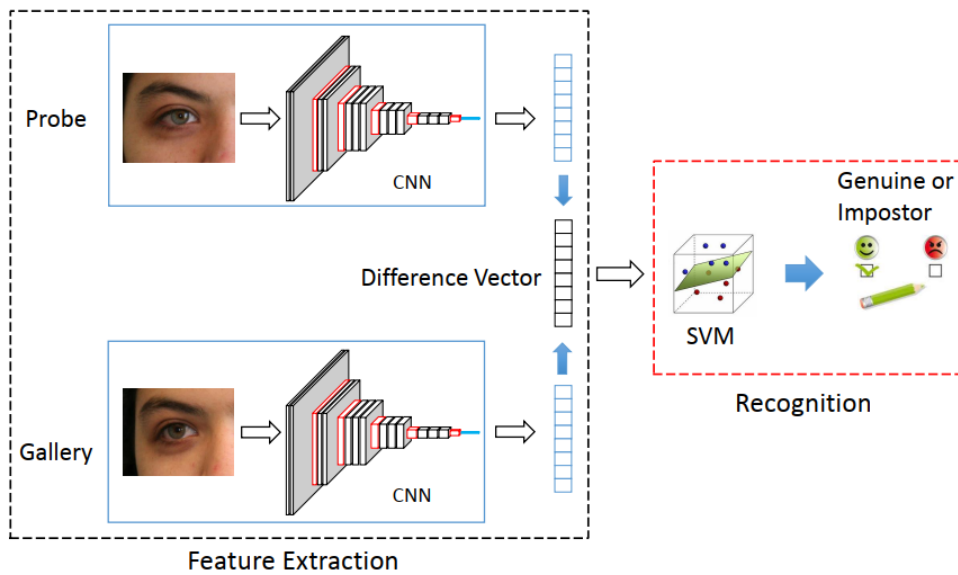 Probe
CNN
Difference Vector
Gallery
CNN
Feature Extraction
Genuine or
Impostor
SVM
Recognition